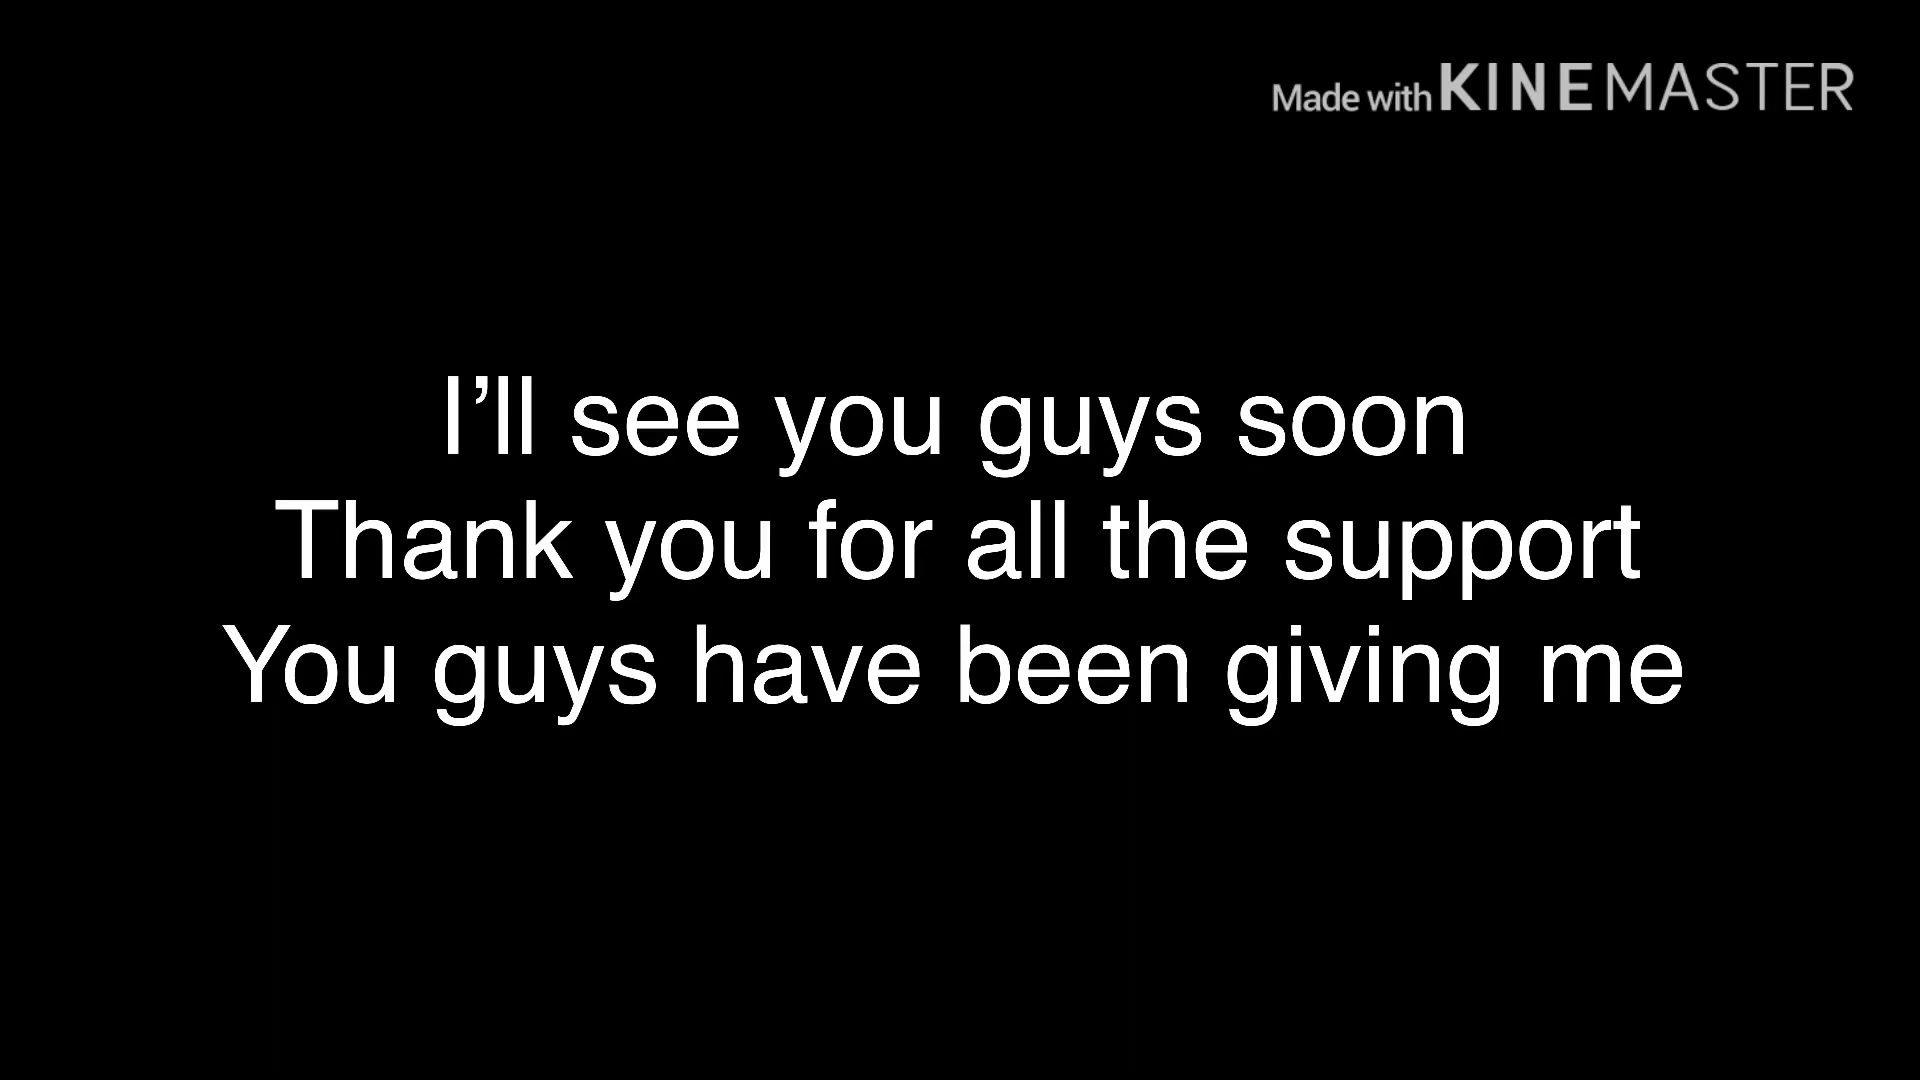 Made with KINEMASTER
I’ll see you guys soon
Thank you for all the support
You guys have been giving me